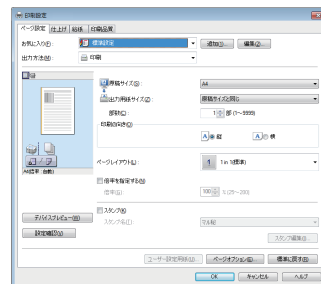 印刷設定
ページ設定 仕上げ 給紙 印刷品質
お気に入り(F): 標準設定 追加(1)... 編集(2)...
出力方法(M): 印刷
原稿サイズ(S): A4
出力用紙サイズ(Z): 原稿サイズと同じ
部数(C): 1 部 (1~9999)
印刷の向き(O)
A 縦 A 横
ページレイアウト(L): 1 1 in 1(標準)
A4(倍率: 自動)
倍率を指定する(N)
倍率(G): 100 % (25~200)
スタンプ(K)
スタンプ名(E): マル秘
デバイスプレビュー(W)
設定確認(V)
スタンプ編集(I)...
ユーザー設定用紙(U)... ページオプション(G)... 標準に戻す(R)
OK キャンセル ヘルプ